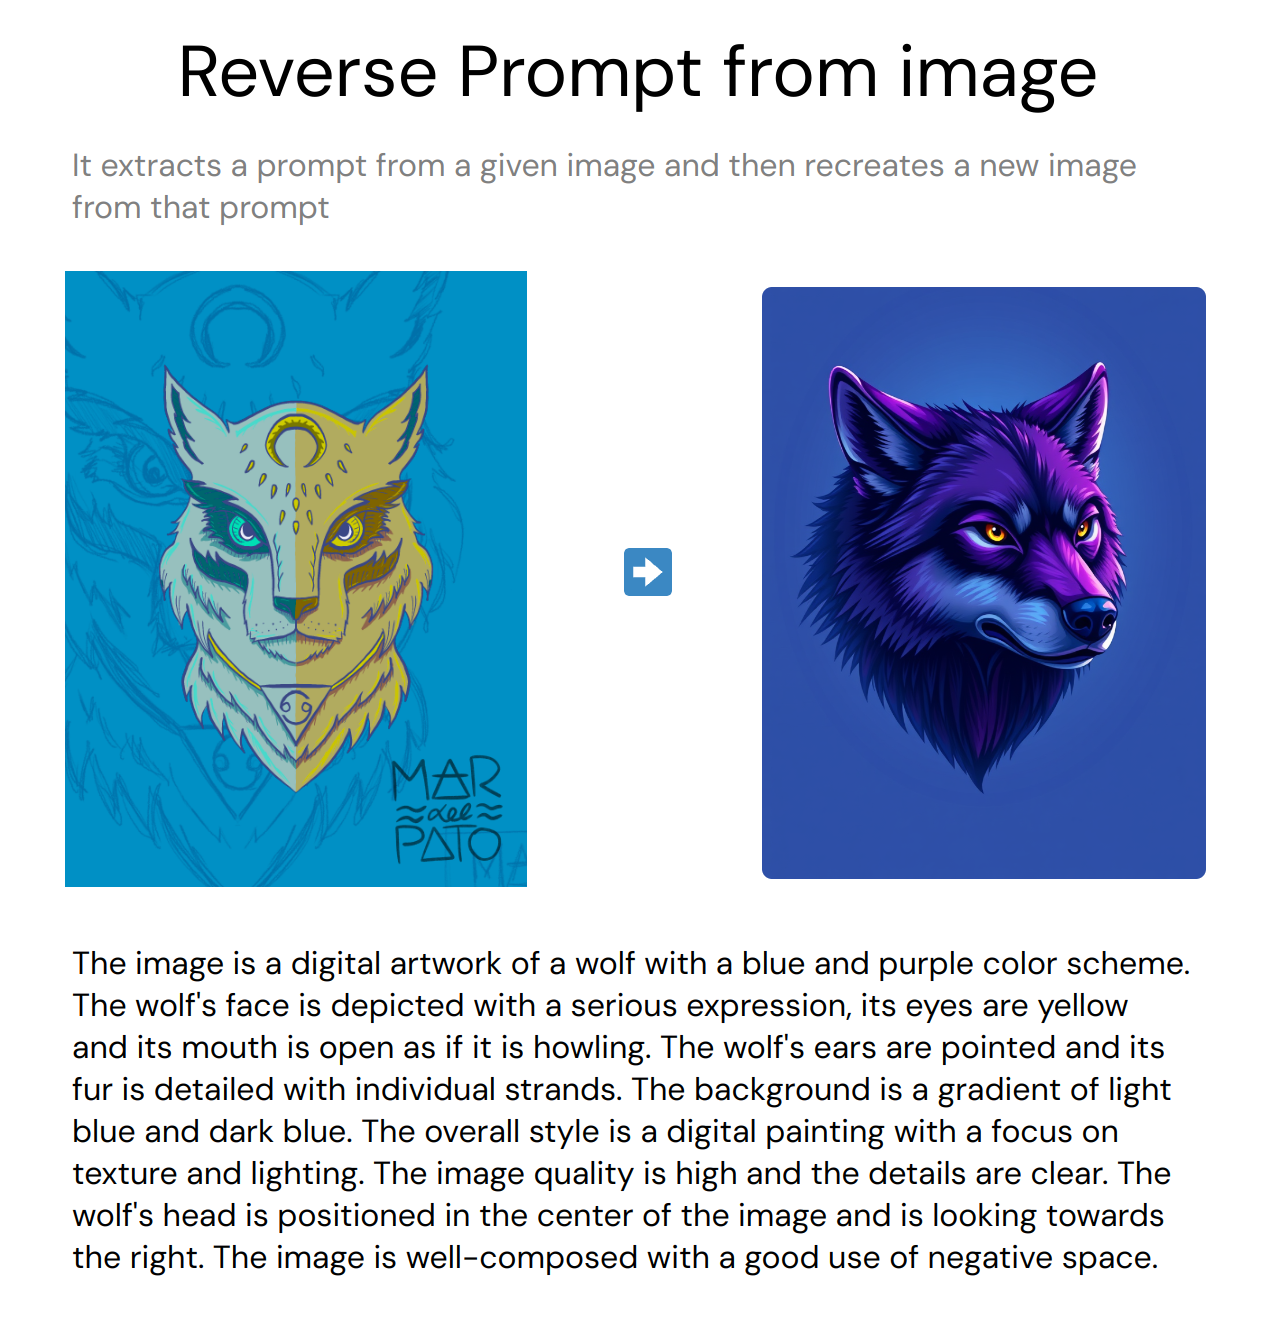 Reverse Prompt from image
It extracts a prompt from a given image and then recreates a new image
from that prompt
MAR
dee
PATO
The image is a digital artwork of a wolf with a blue and purple color scheme.
The wolf's face is depicted with a serious expression, its eyes are yellow
and its mouth is open as if it is howling. The wolf's ears are pointed and its
fur is detailed with individual strands. The background is a gradient of light
blue and dark blue. The overall style is a digital painting with a focus on
texture and lighting. The image quality is high and the details are clear. The
wolf's head is positioned in the center of the image and is looking towards
the right. The image is well-composed with a good use of negative space.